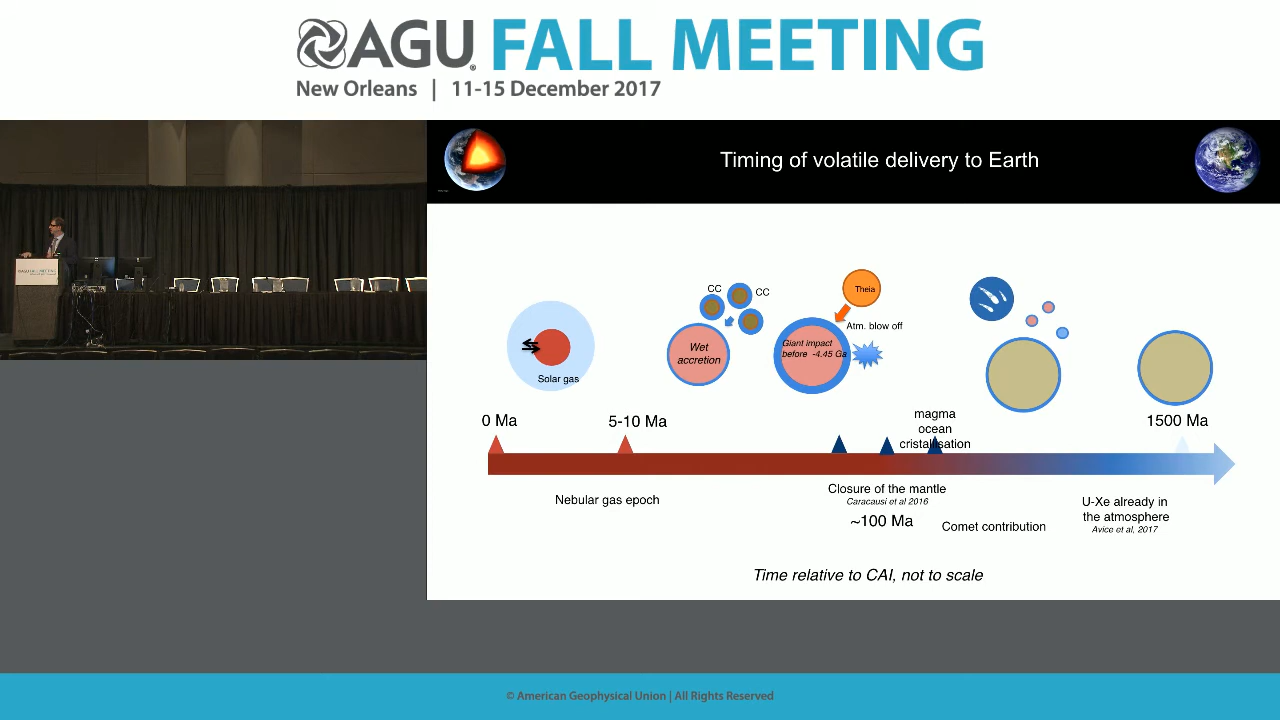 AGU FALL MEETING
New Orleans | 11-15 December 2017
Timing of volatile delivery to Earth
CC
CC
Theia
Atm. blow off
Wet
accretion
Giant impact
before -4.45 Ga
Solar gas
0 Ma
5-10 Ma
magma
ocean
cristallisation
1500 Ma
Nebular gas epoch
Closure of the mantle
Caracausi et al 2016
~100 Ma
Comet contribution
U-Xe already in
the atmosphere
Avice et al, 2017
Time relative to CAI, not to scale
AGU FALL MEETING
© American Geophysical Union | All Rights Reserved